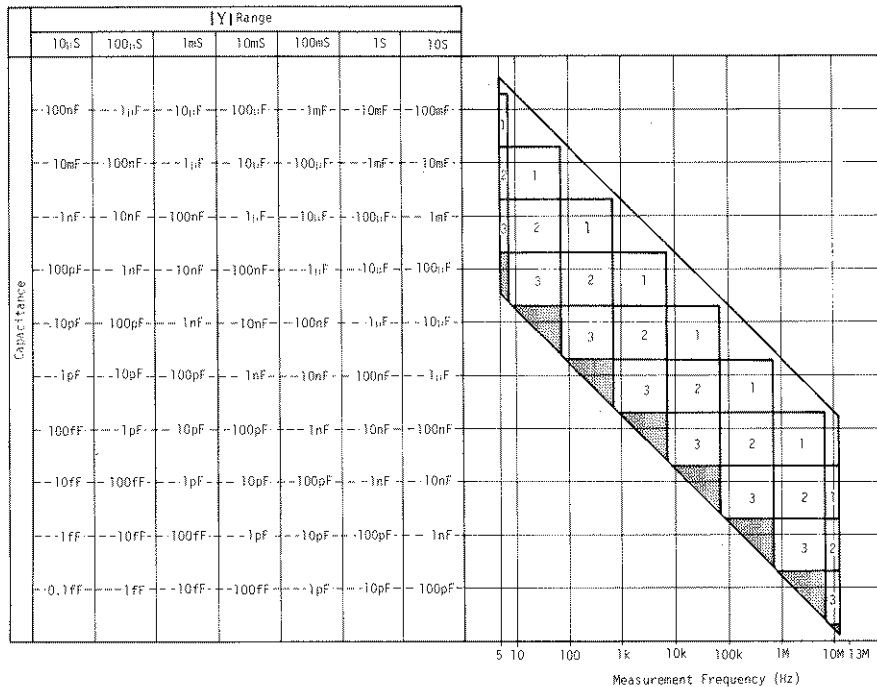 |Y| Range
10µS 100µS 1mS 10mS 100mS 1S 10S
Capacitance
100nF 1µF 10µF 100µF 1mF 10mF 100mF
1
10mF 100nF 1µF 10µF 100µF 1mF 10mF
2 1
1nF 10nF 100nF 1µF 10µF 100µF 1mF
3 2 1
100pF 1nF 10nF 100nF 1µF 10µF 100µF
3 2 1
10pF 100pF 1nF 10nF 100nF 1µF 10µF
3 2 1
1pF 10pF 100pF 1nF 10nF 100nF 1µF
3 2 1
100fF 1pF 10pF 100pF 1nF 10nF 100nF
3 2 1
10fF 100fF 1pF 10pF 100pF 1nF 10nF
3 2 1
1fF 10fF 100fF 1pF 10pF 100pF 1nF
3 2
0.1fF 1fF 10fF 100fF 1pF 10pF 100pF
3
5 10 100 1k 10k 100k 1M 10M 13M
Measurement Frequency (Hz)